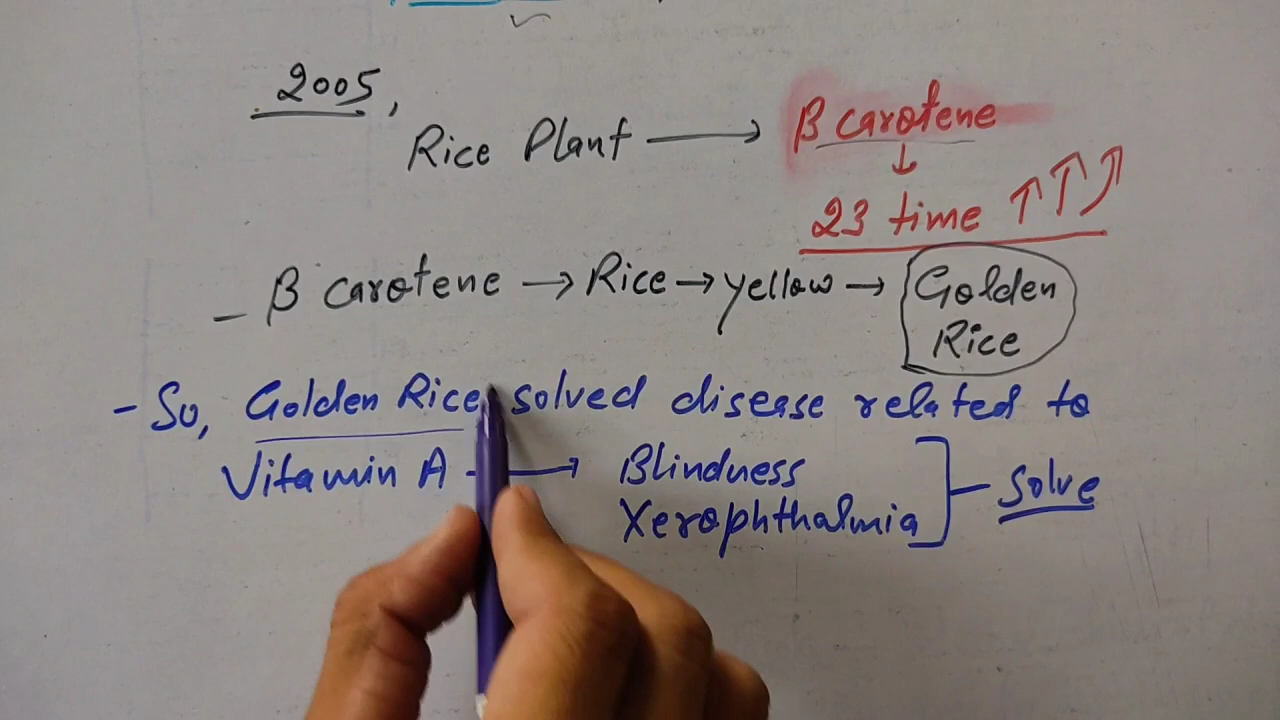 2005,
Rice Plant → β carotene
↓
23 time ↑↑↑
- β carotene → Rice → yellow → Golden Rice
- So, Golden Rice solved disease related to
Vitamin A → Blindness
Xerophthalmia
Solve